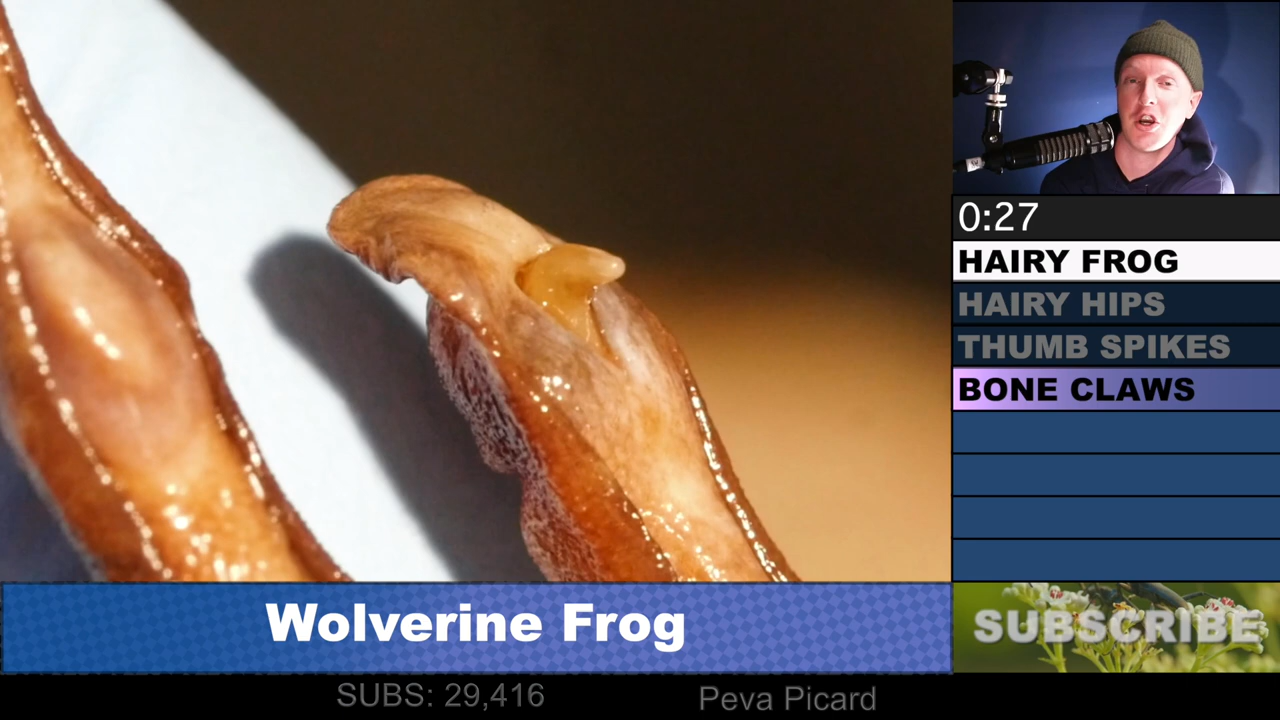 0:27
HAIRY FROG
HAIRY HIPS
THUMB SPIKES
BONE CLAWS
Wolverine Frog
SUBSCRIBE
SUBS: 29,416
Peva Picard